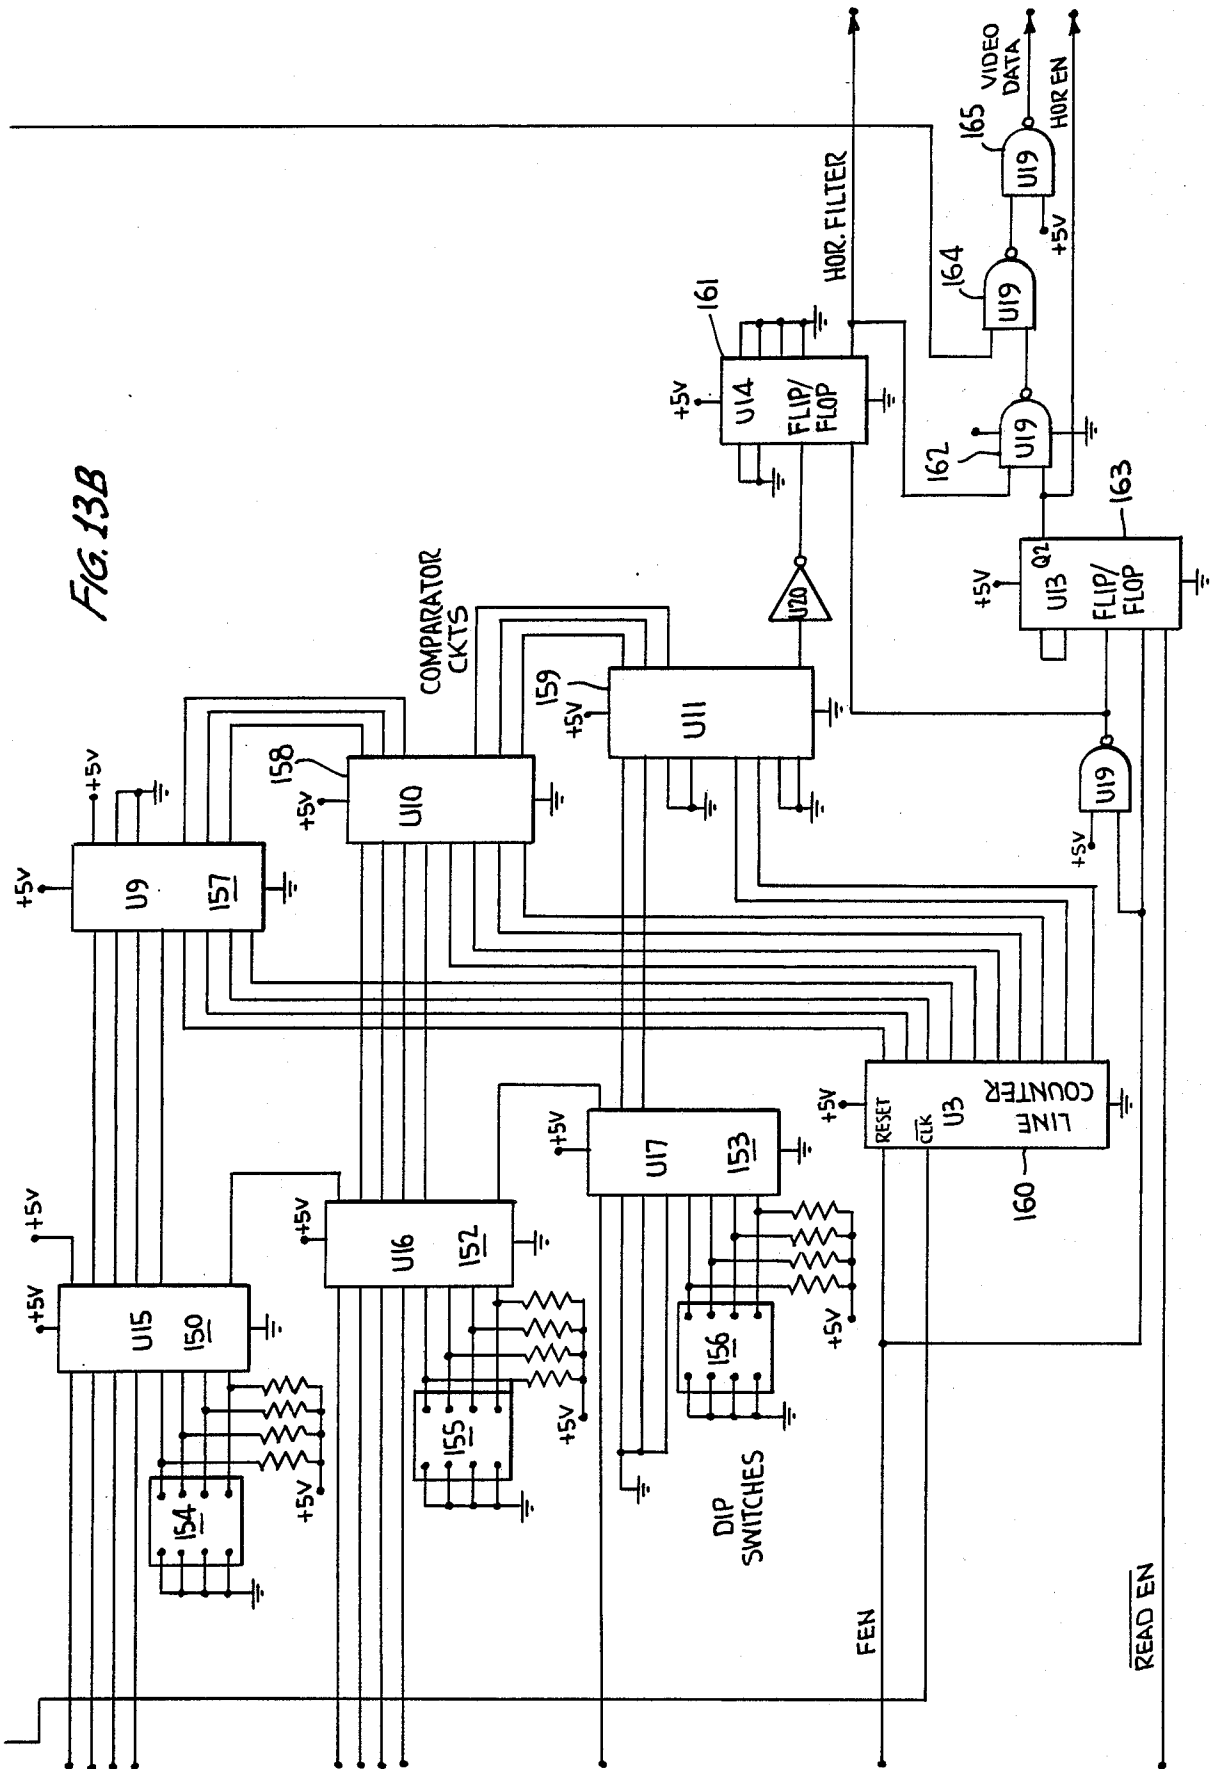 FIG. 13B
+5V
+5V
U15
150
154
+5V
+5V
+5V
U9
157
+5V
U16
152
155
+5V
+5V
158
U10
COMPARATOR
CKTS
+5V
U17
153
156
+5V
DIP
SWITCHES
+5V
159
U11
U20
+5V
161
U14
FLIP/
FLOP
HOR. FILTER
FEN
+5V
RESET
CLK
U3
LINE
COUNTER
160
+5V
U19
READ EN
+5V
U13
Q2
FLIP/
FLOP
163
162
U19
164
U19
165
U19
+5V
VIDEO
DATA
HOR EN